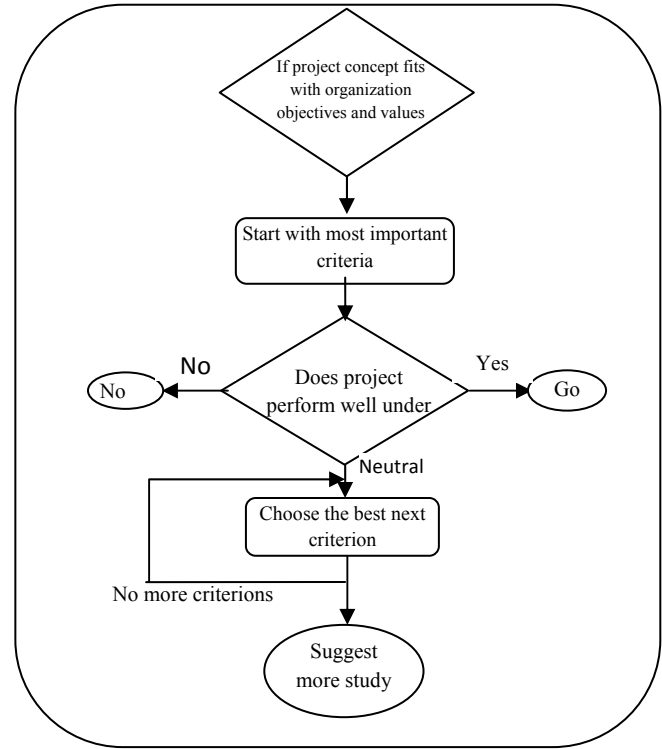 If project concept fits
with organization
objectives and values
Start with most important
criteria
No
Yes
No
Does project
perform well under
Go
Neutral
Choose the best next
criterion
No more criterions
Suggest
more study